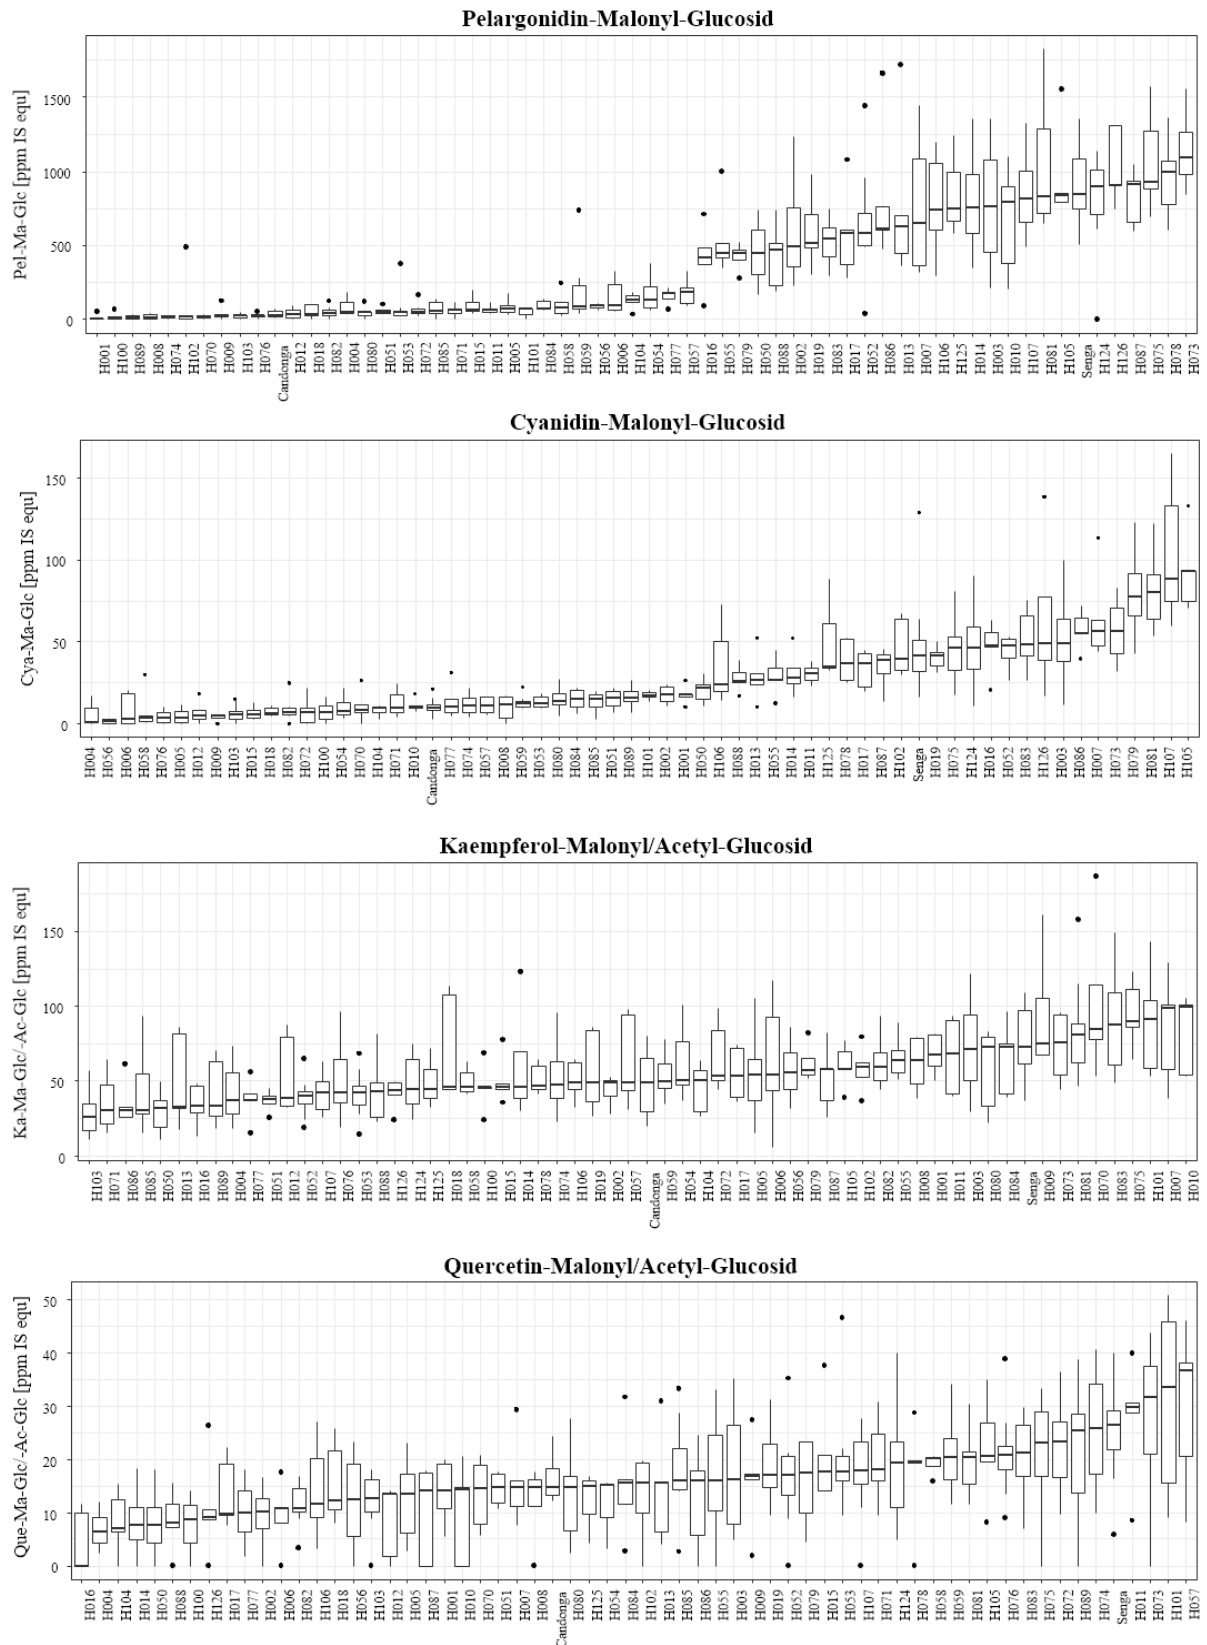 Pelargonidin-Malonyl-Glucosid
Pel-Ma-Glc [ppm IS equ]
1500
1000
500
0
H001 H100 H089 H008 H074 H102 H070 H009 H103 H076 Candonga H012 H018 H082 H004 H080 H051 H053 H072 H085 H071 H015 H011 H005 H101 H084 H058 H059 H056 H006 H104 H054 H077 H057 H016 H055 H079 H050 H088 H002 H019 H083 H017 H052 H086 H013 H007 H106 H125 H014 H003 H010 H107 H081 H105 Senga H124 H126 H087 H075 H078 H073
Cyanidin-Malonyl-Glucosid
Cya-Ma-Glc [ppm IS equ]
150
100
50
0
H004 H056 H006 H058 H076 H005 H012 H009 H103 H015 H018 H082 H072 H100 H054 H070 H104 H071 H010 Candonga H077 H074 H057 H008 H059 H053 H080 H084 H085 H051 H089 H101 H002 H001 H050 H106 H088 H013 H055 H014 H011 H125 H078 H017 H087 H102 Senga H019 H075 H124 H016 H052 H083 H126 H003 H086 H007 H073 H079 H081 H107 H105
Kaempferol-Malonyl/Acetyl-Glucosid
Ka-Ma-Glc/-Ac-Glc [ppm IS equ]
150
100
50
0
H103 H071 H086 H085 H050 H013 H016 H089 H004 H077 H051 H012 H052 H107 H076 H053 H088 H126 H124 H125 H018 H058 H100 H015 H014 H078 H074 H106 H019 H002 H057 Candonga H059 H054 H104 H072 H017 H005 H006 H056 H079 H087 H105 H102 H082 H055 H008 H001 H011 H003 H080 H084 Senga H009 H073 H081 H070 H083 H075 H101 H007 H010
Quercetin-Malonyl/Acetyl-Glucosid
Que-Ma-Glc/-Ac-Glc [ppm IS equ]
50
40
30
20
10
0
H016 H004 H104 H014 H050 H088 H100 H126 H017 H077 H002 H006 H082 H106 H018 H056 H103 H012 H005 H087 H001 H010 H070 H051 H007 H008 Candonga H080 H125 H054 H084 H102 H013 H085 H086 H055 H003 H009 H019 H052 H079 H015 H053 H107 H071 H124 H078 H058 H059 H081 H105 H076 H083 H075 H072 H089 H074 Senga H011 H073 H101 H057